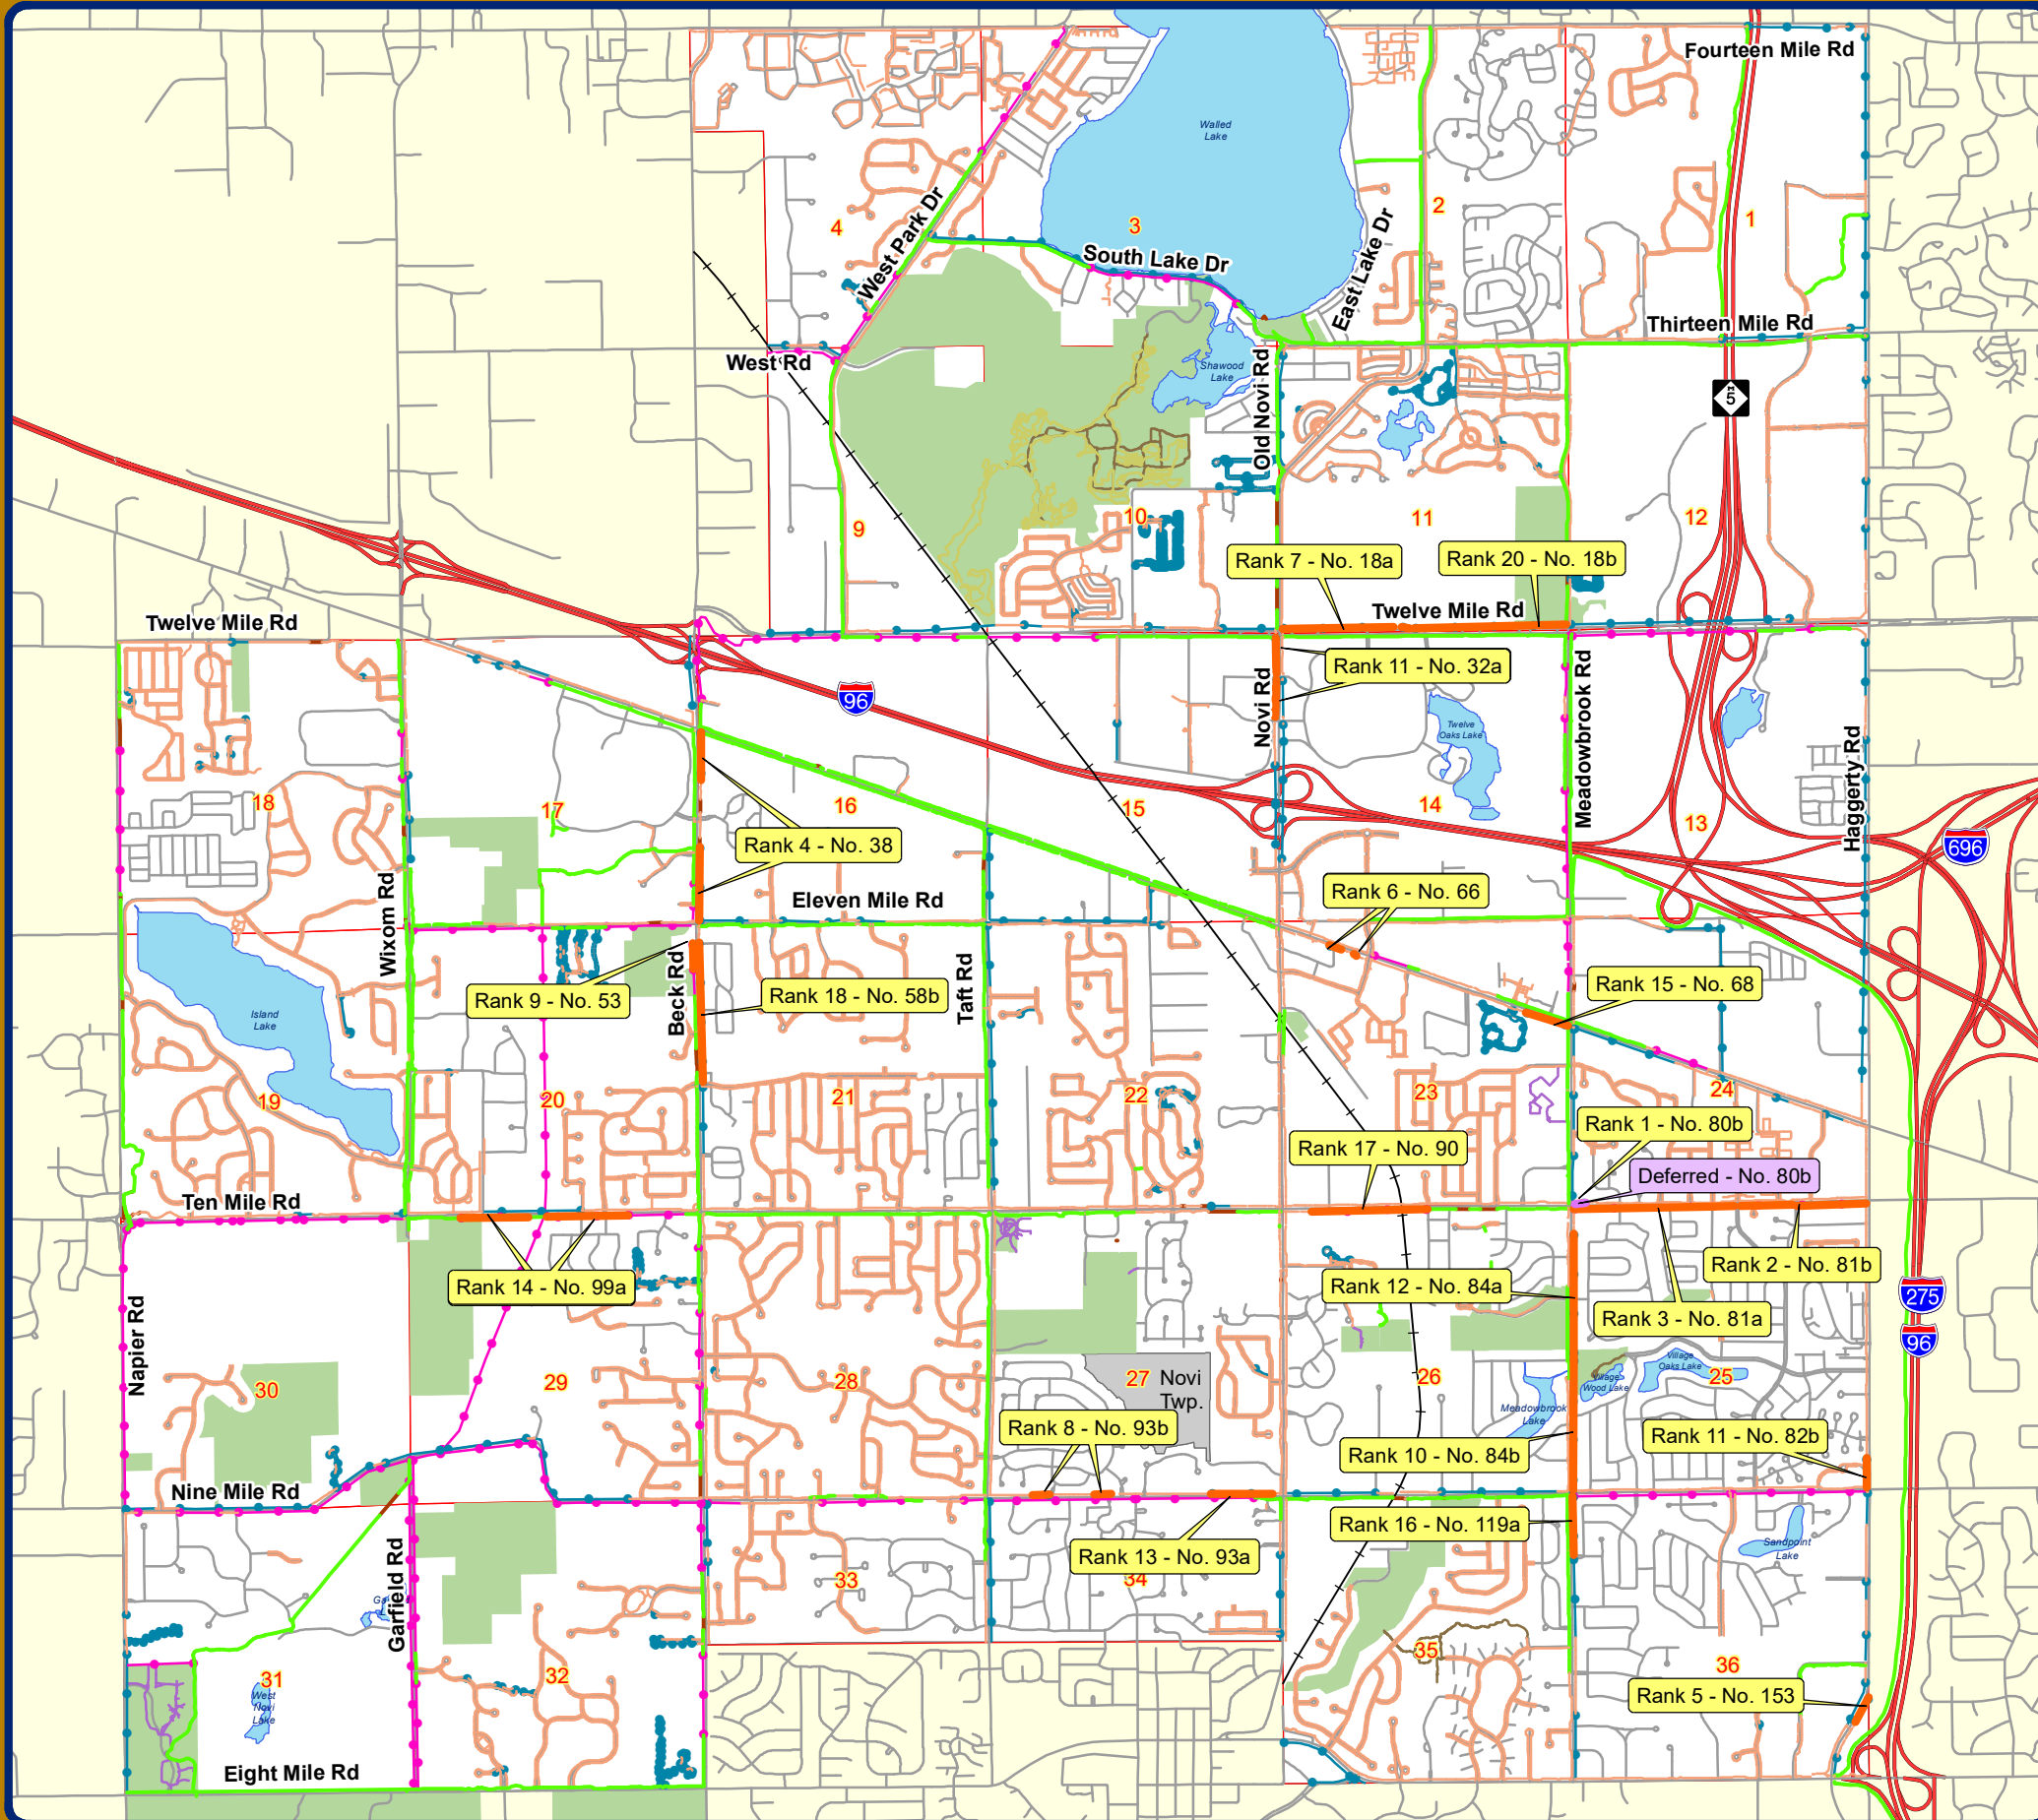 Fourteen Mile Rd
Walled
Lake
4
West Park Dr
3
South Lake Dr
East Lake Dr
2
1
Thirteen Mile Rd
West Rd
Shawood
Lake
Old Novi Rd
M
5
9
10
11
12
Rank 7 - No. 18a
Rank 20 - No. 18b
Twelve Mile Rd
Twelve Mile Rd
Rank 11 - No. 32a
96
Novi Rd
Twelve
Oaks Lake
Meadowbrook Rd
Haggerty Rd
18
17
16
15
14
13
Rank 4 - No. 38
696
Wixom Rd
Eleven Mile Rd
Rank 6 - No. 66
Rank 9 - No. 53
Beck Rd
Rank 18 - No. 58b
Taft Rd
Rank 15 - No. 68
Island
Lake
19
20
21
22
23
24
Rank 1 - No. 80b
Rank 17 - No. 90
Deferred - No. 80b
Ten Mile Rd
Rank 14 - No. 99a
Rank 12 - No. 84a
Rank 2 - No. 81b
Rank 3 - No. 81a
275
96
Napier Rd
30
29
28
27
Novi
Twp.
26
25
Village
Oaks Lake
Village
Wood Lake
Meadowbrook
Lake
Rank 8 - No. 93b
Rank 10 - No. 84b
Rank 11 - No. 82b
Nine Mile Rd
Rank 16 - No. 119a
Rank 13 - No. 93a
Garfield Rd
Sandpoint
Lake
33
34
31
32
35
36
West
Novi
Lake
Rank 5 - No. 153
Eight Mile Rd